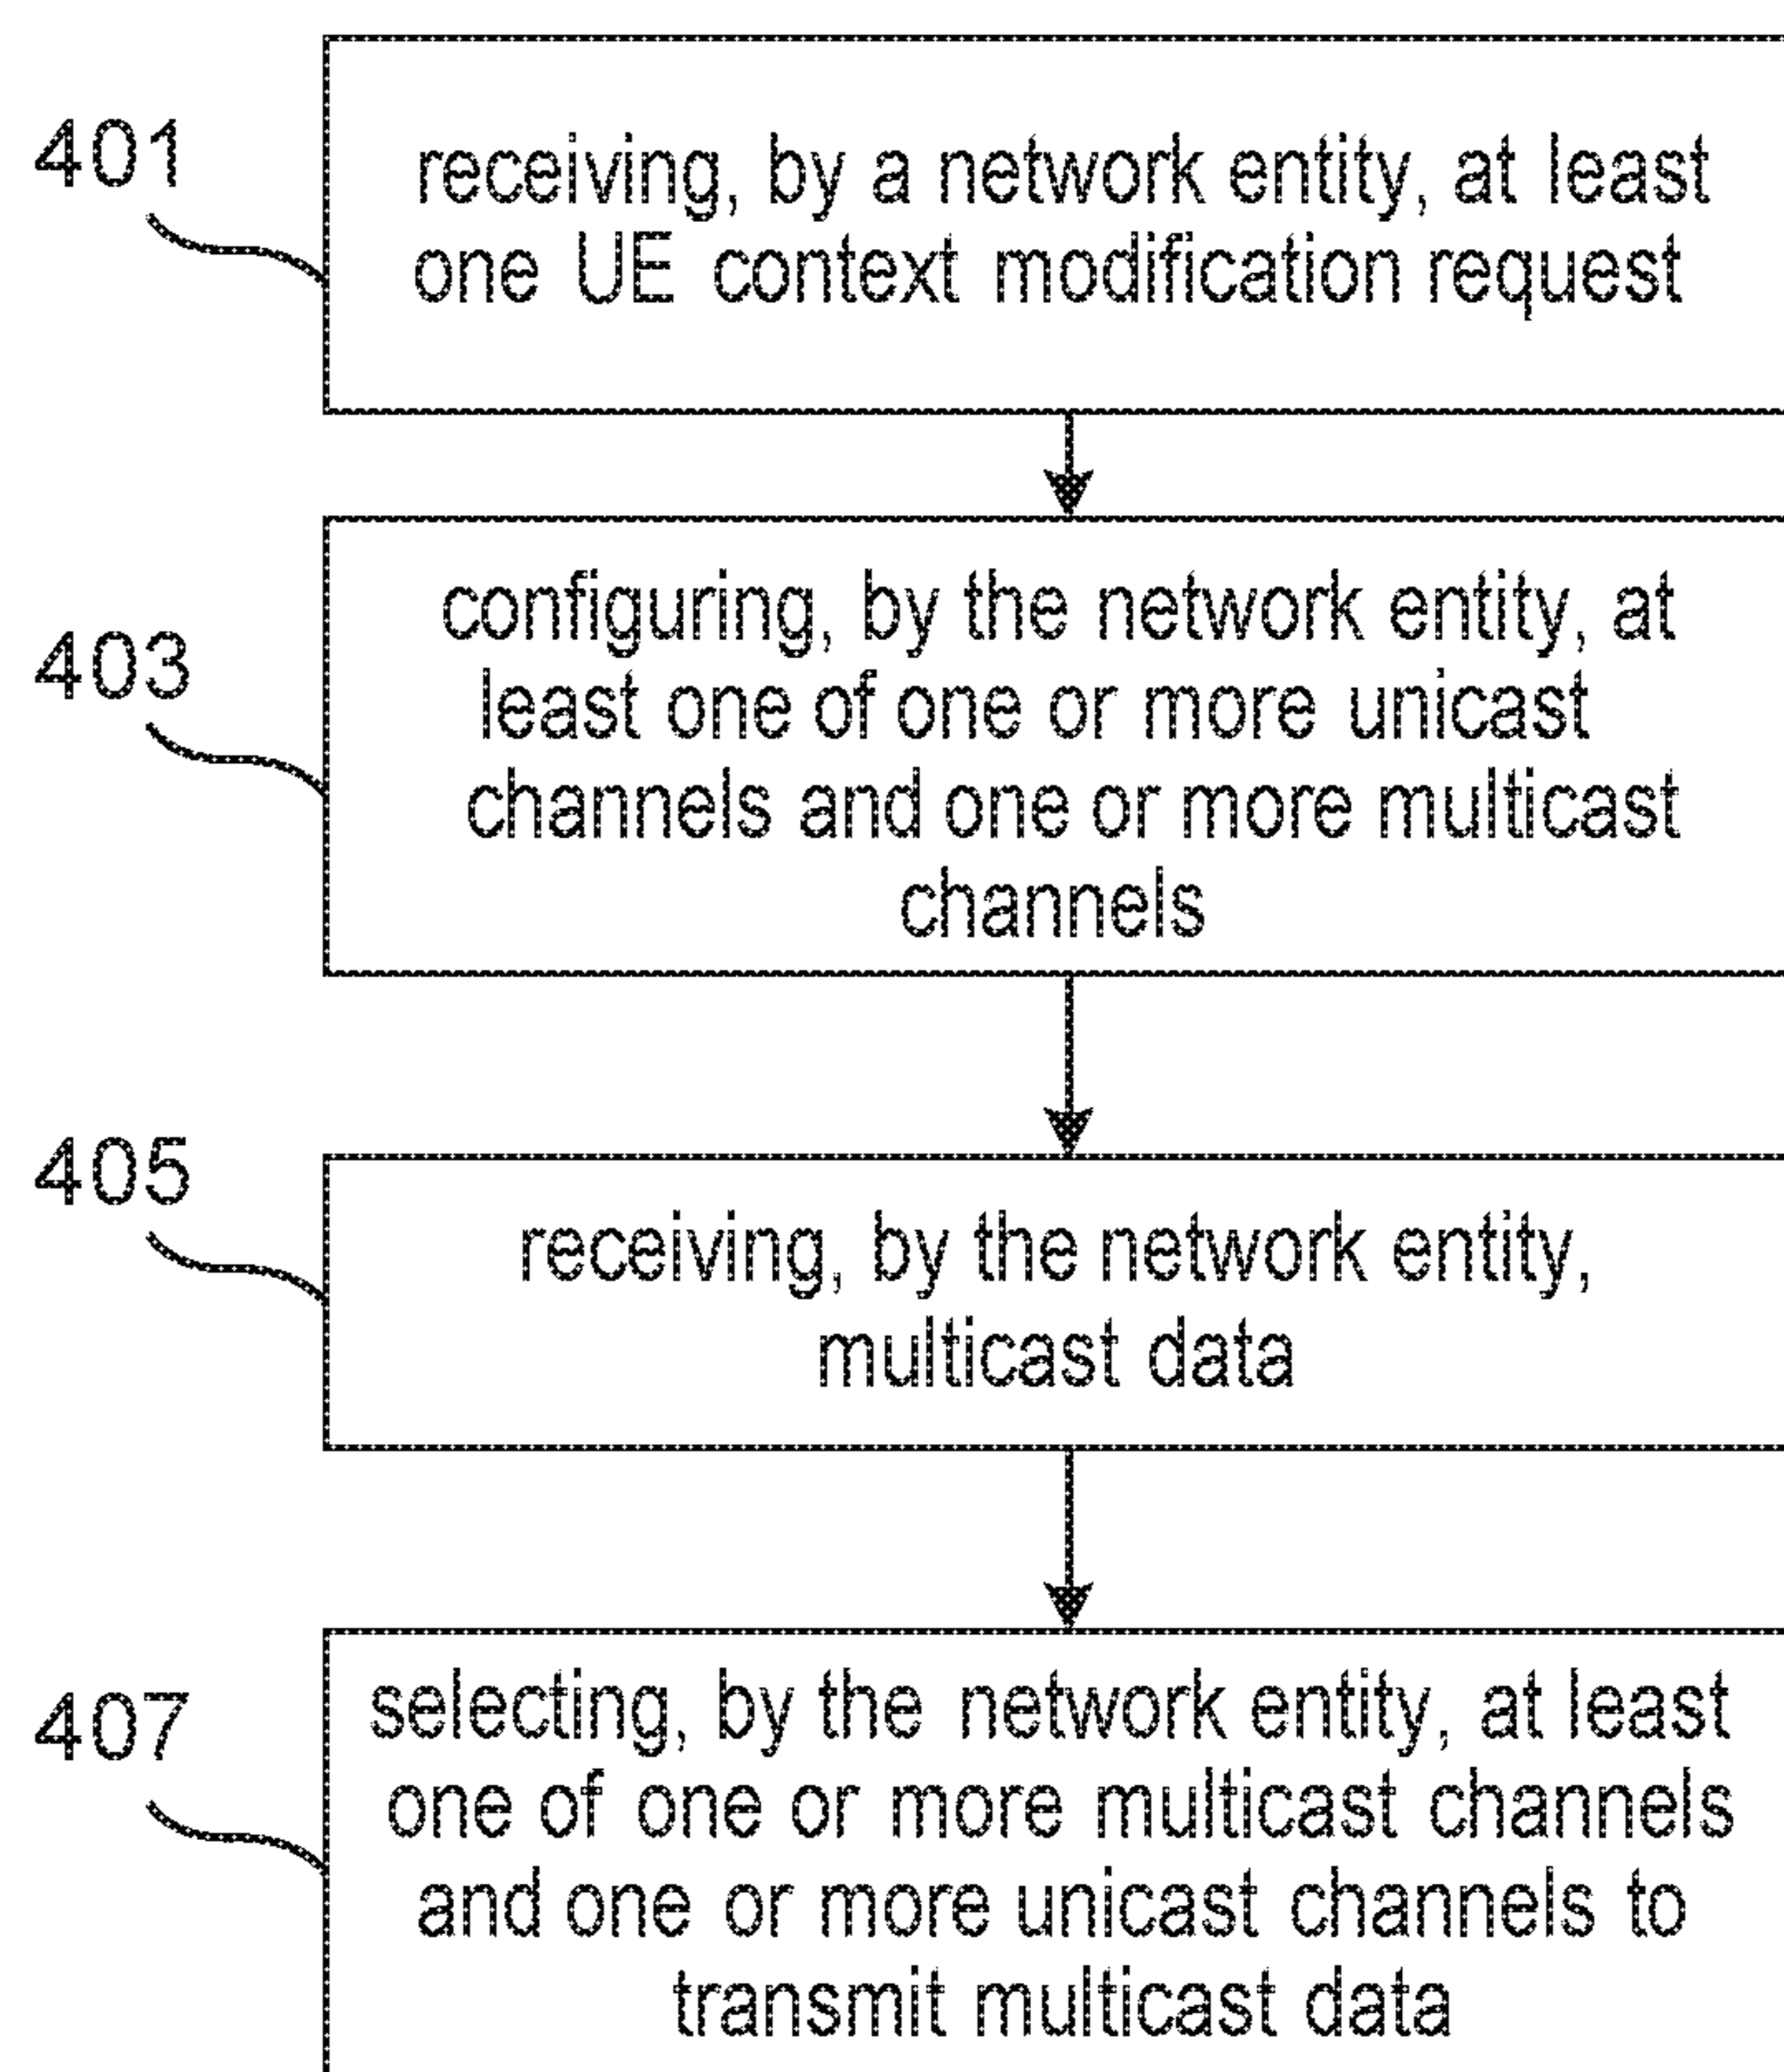 401
receiving, by a network entity, at least
one UE context modification request
403
configuring, by the network entity, at
least one of one or more unicast
channels and one or more multicast
channels
405
receiving, by the network entity,
multicast data
407
selecting, by the network entity, at least
one of one or more multicast channels
and one or more unicast channels to
transmit multicast data